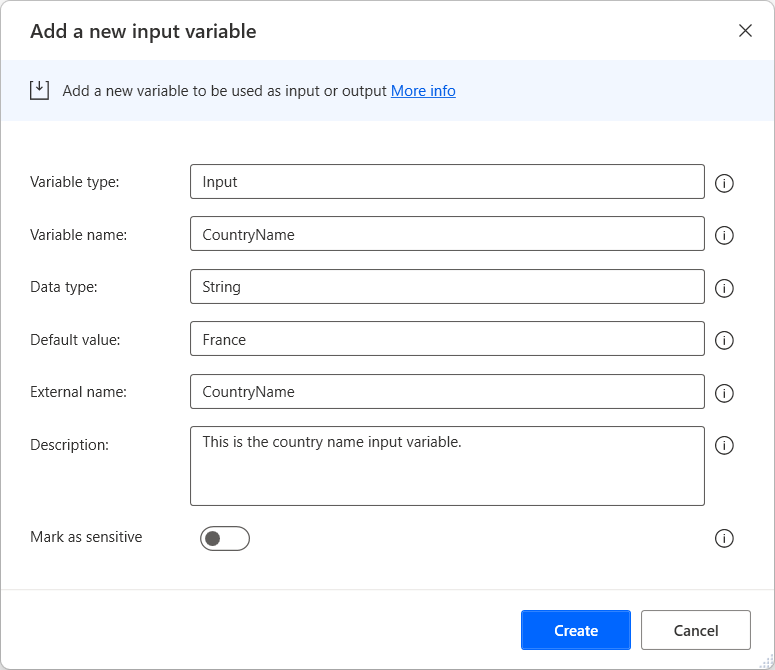 Add a new input variable
Add a new variable to be used as input or output More info
Variable type: Input
Variable name: CountryName
Data type: String
Default value: France
External name: CountryName
Description: This is the country name input variable.
Mark as sensitive
Create Cancel